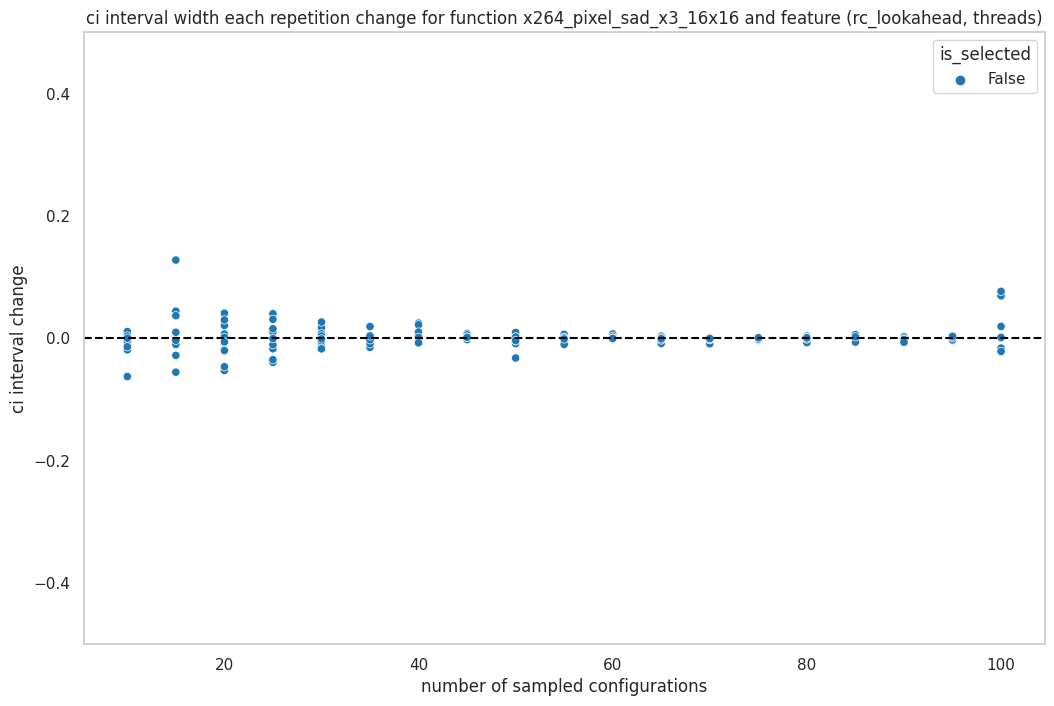 ci interval width each repetition change for function x264_pixel_sad_x3_16x16 and feature (rc_lookahead, threads)
is_selected
False
0.4
0.2
0.0
−0.2
−0.4
ci interval change
20
40
60
80
100
number of sampled configurations